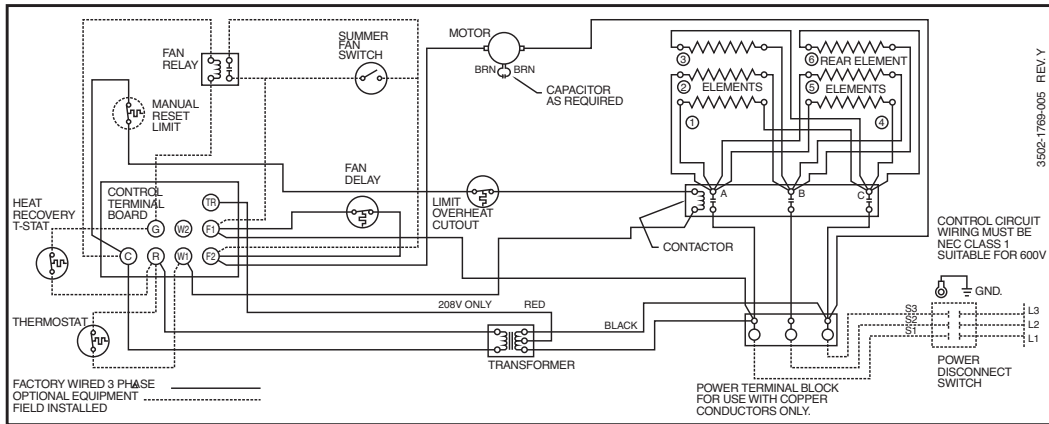 FAN
RELAY
SUMMER
FAN
SWITCH
MOTOR
BRN
BRN
CAPACITOR
AS REQUIRED
3
6
REAR ELEMENT
2
ELEMENTS
5
ELEMENTS
1
4
3502-1769-005 REV. Y
MANUAL
RESET
LIMIT
FAN
DELAY
LIMIT
OVERHEAT
CUTOUT
A
B
C
CONTACTOR
CONTROL CIRCUIT
WIRING MUST BE
NEC CLASS 1
SUITABLE FOR 600V
HEAT
RECOVERY
T-STAT
CONTROL
TERMINAL
BOARD
TR
G
W2
F1
C
R
W1
F2
GND.
208V ONLY
RED
BLACK
TRANSFORMER
THERMOSTAT
S3
S2
S1
L3
L2
L1
POWER
DISCONNECT
SWITCH
POWER TERMINAL BLOCK
FOR USE WITH COPPER
CONDUCTORS ONLY.
FACTORY WIRED 3 PHASE
OPTIONAL EQUIPMENT
FIELD INSTALLED